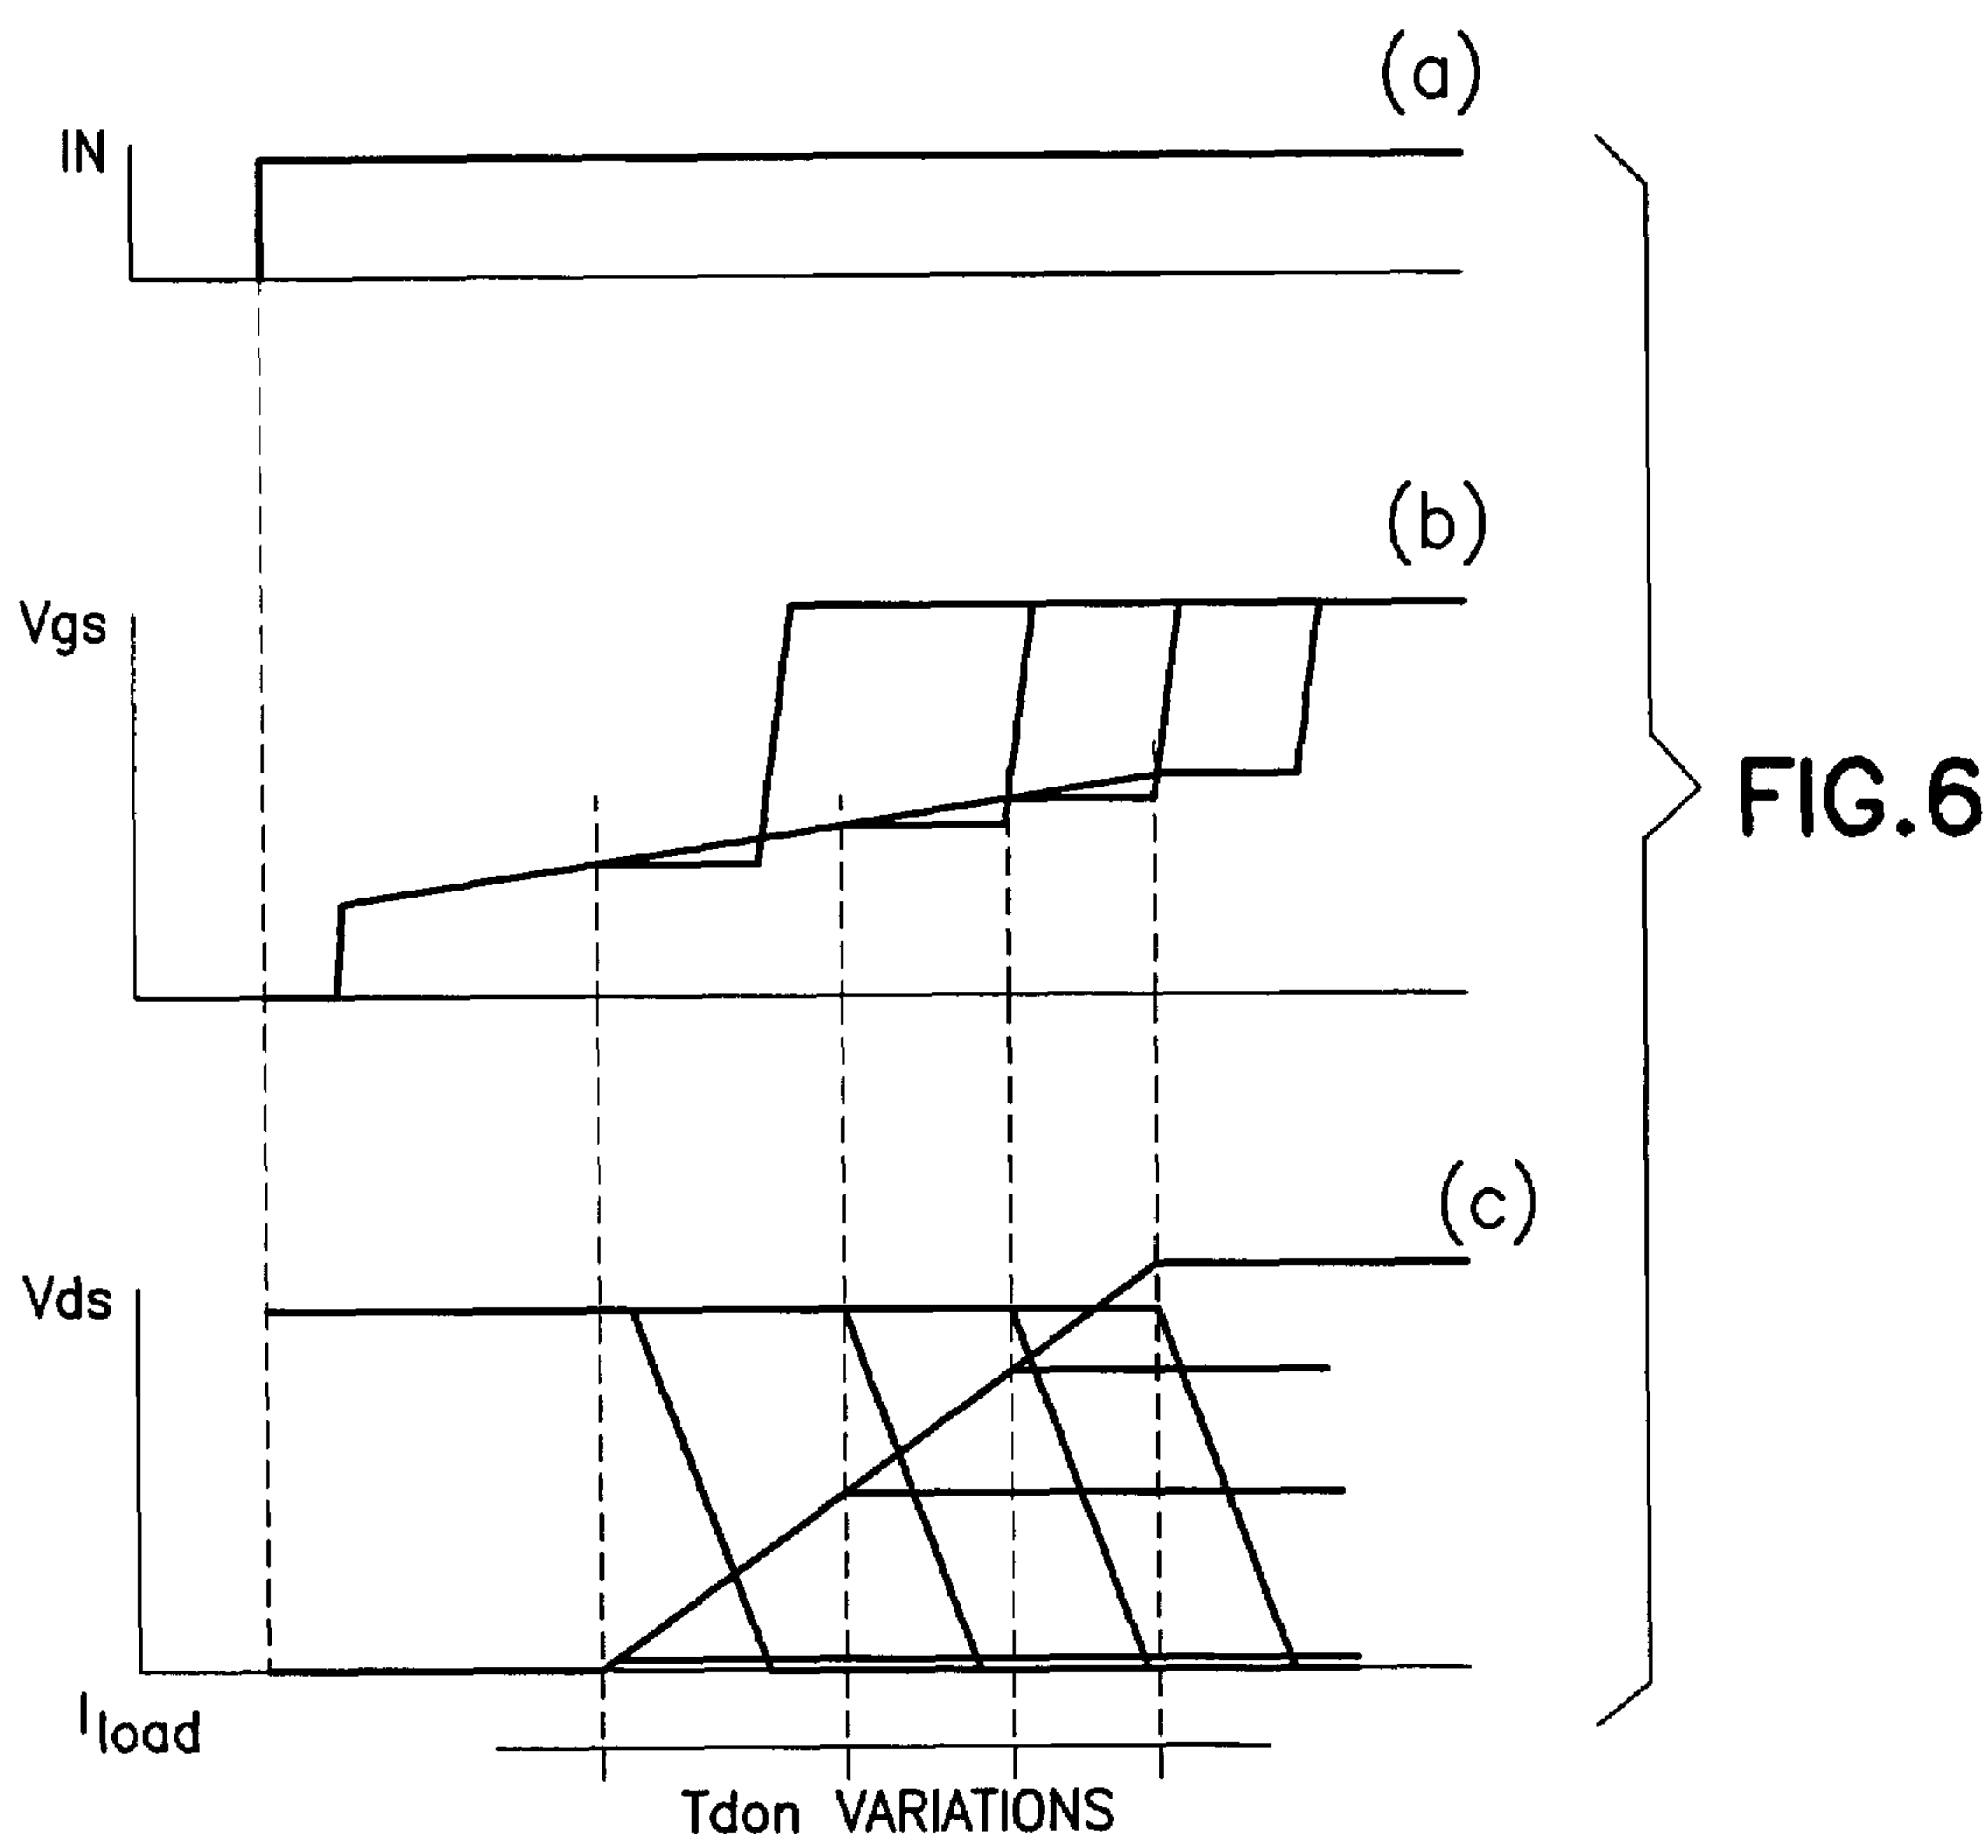 (a)
IN
(b)
Vgs
FIG.6
(c)
Vds
Iload
Tdon VARIATIONS